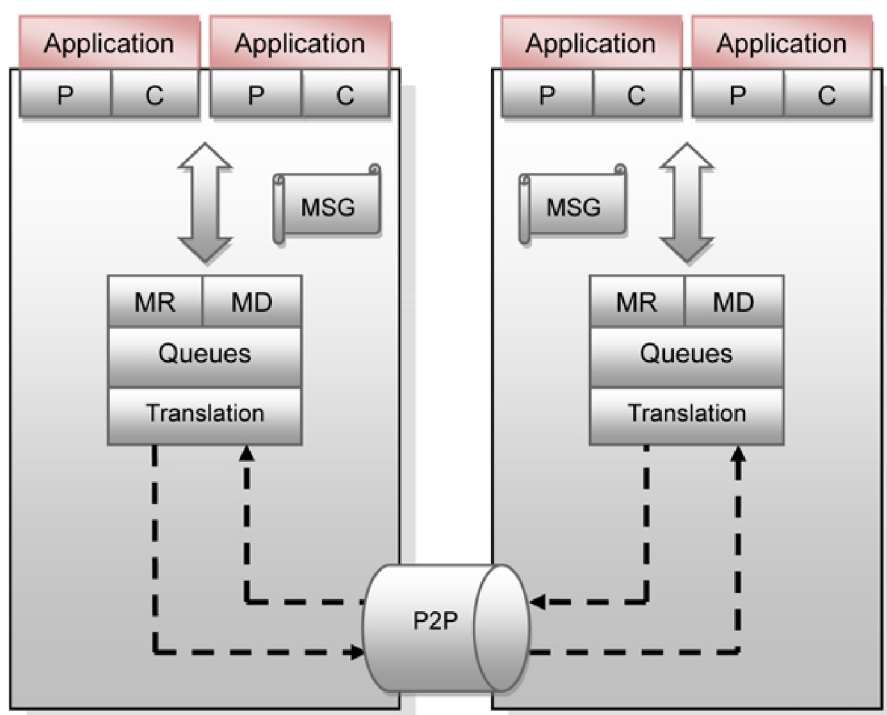 Application Application Application Application
P C P C P C P C
MSG MSG
MR MD MR MD
Queues Queues
Translation Translation
P2P